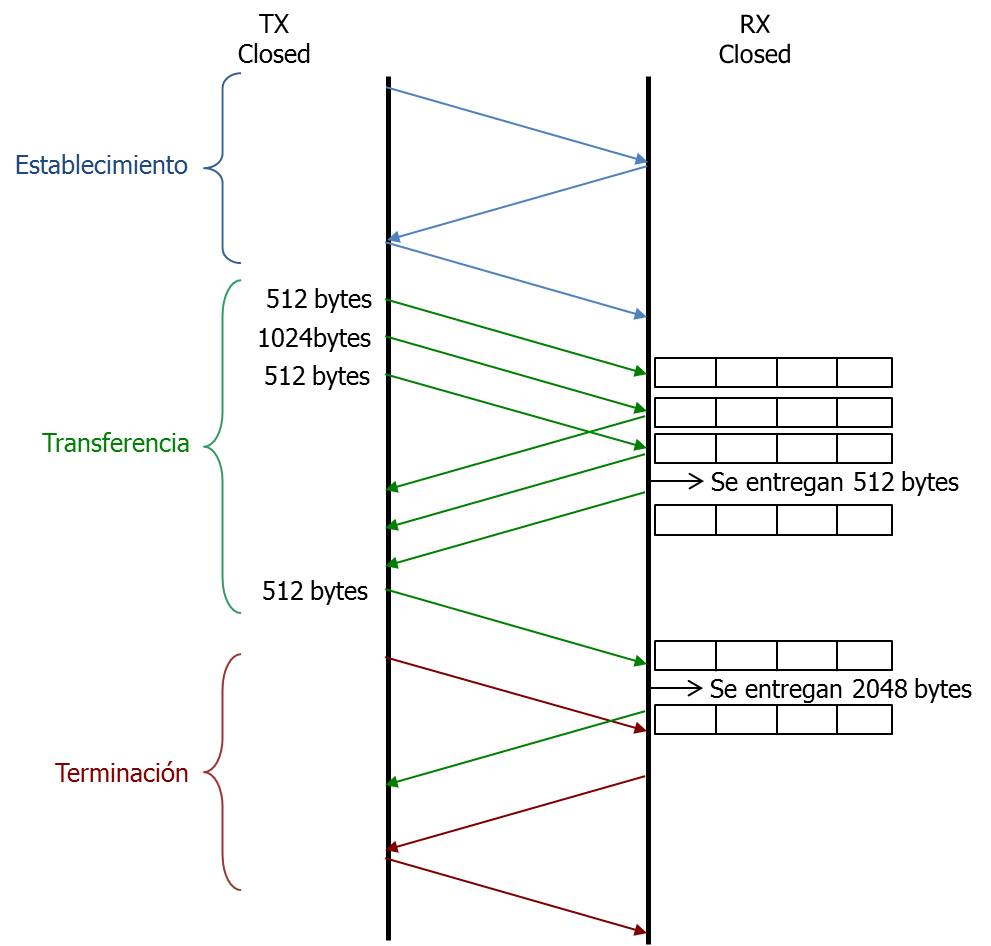 TX
Closed
RX
Closed
Establecimiento
512 bytes
1024bytes
512 bytes
Transferencia
Se entregan 512 bytes
512 bytes
Se entregan 2048 bytes
Terminación